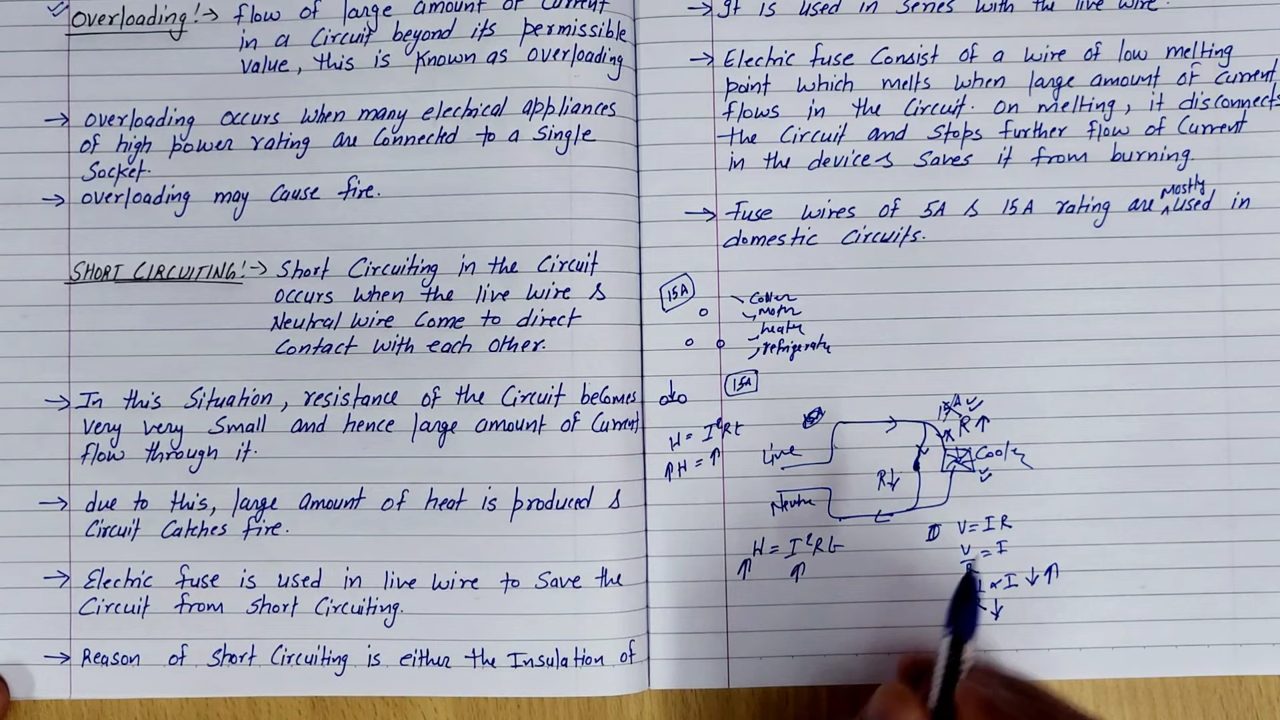 Overloading!→ flow of large amount of current
in a Circuit beyond its permissible
value, this is known as overloading
→ overloading occurs when many electrical appliances
of high power rating are Connected to a Single
Socket.
→ overloading may cause fire.
SHORT CIRCUITING!→ Short Circuiting in the Circuit
occurs when the live wire &
Neutral wire come to direct
Contact with each other.
→ In this Situation, resistance of the Circuit becomes
very very Small and hence large amount of Current
flow through it.
→ due to this, large amount of heat is produced &
Circuit Catches fire.
→ Electric fuse is used in live wire to Save the
Circuit from short Circuiting.
→ Reason of short Circuiting is either the Insulation of
→ It is used in series with the live wire.
→ Electric fuse Consist of a wire of low melting
point which melts when large amount of Current
flows in the Circuit. on melting, it disconnects
the Circuit and Stops further flow of Current
in the device & Saves it from burning.
→ Fuse wires of 5A & 15A rating are Mostly used in
domestic Circuits.
15A
Cooler
motor
heater
refrigerator
15A
H = I²Rt
↑H = ↑
Live
Neutral
R↓
R↑
Cooler
H = I²Rt
↑ ↑
V = IR
V = I
I ↓ ↑
↓